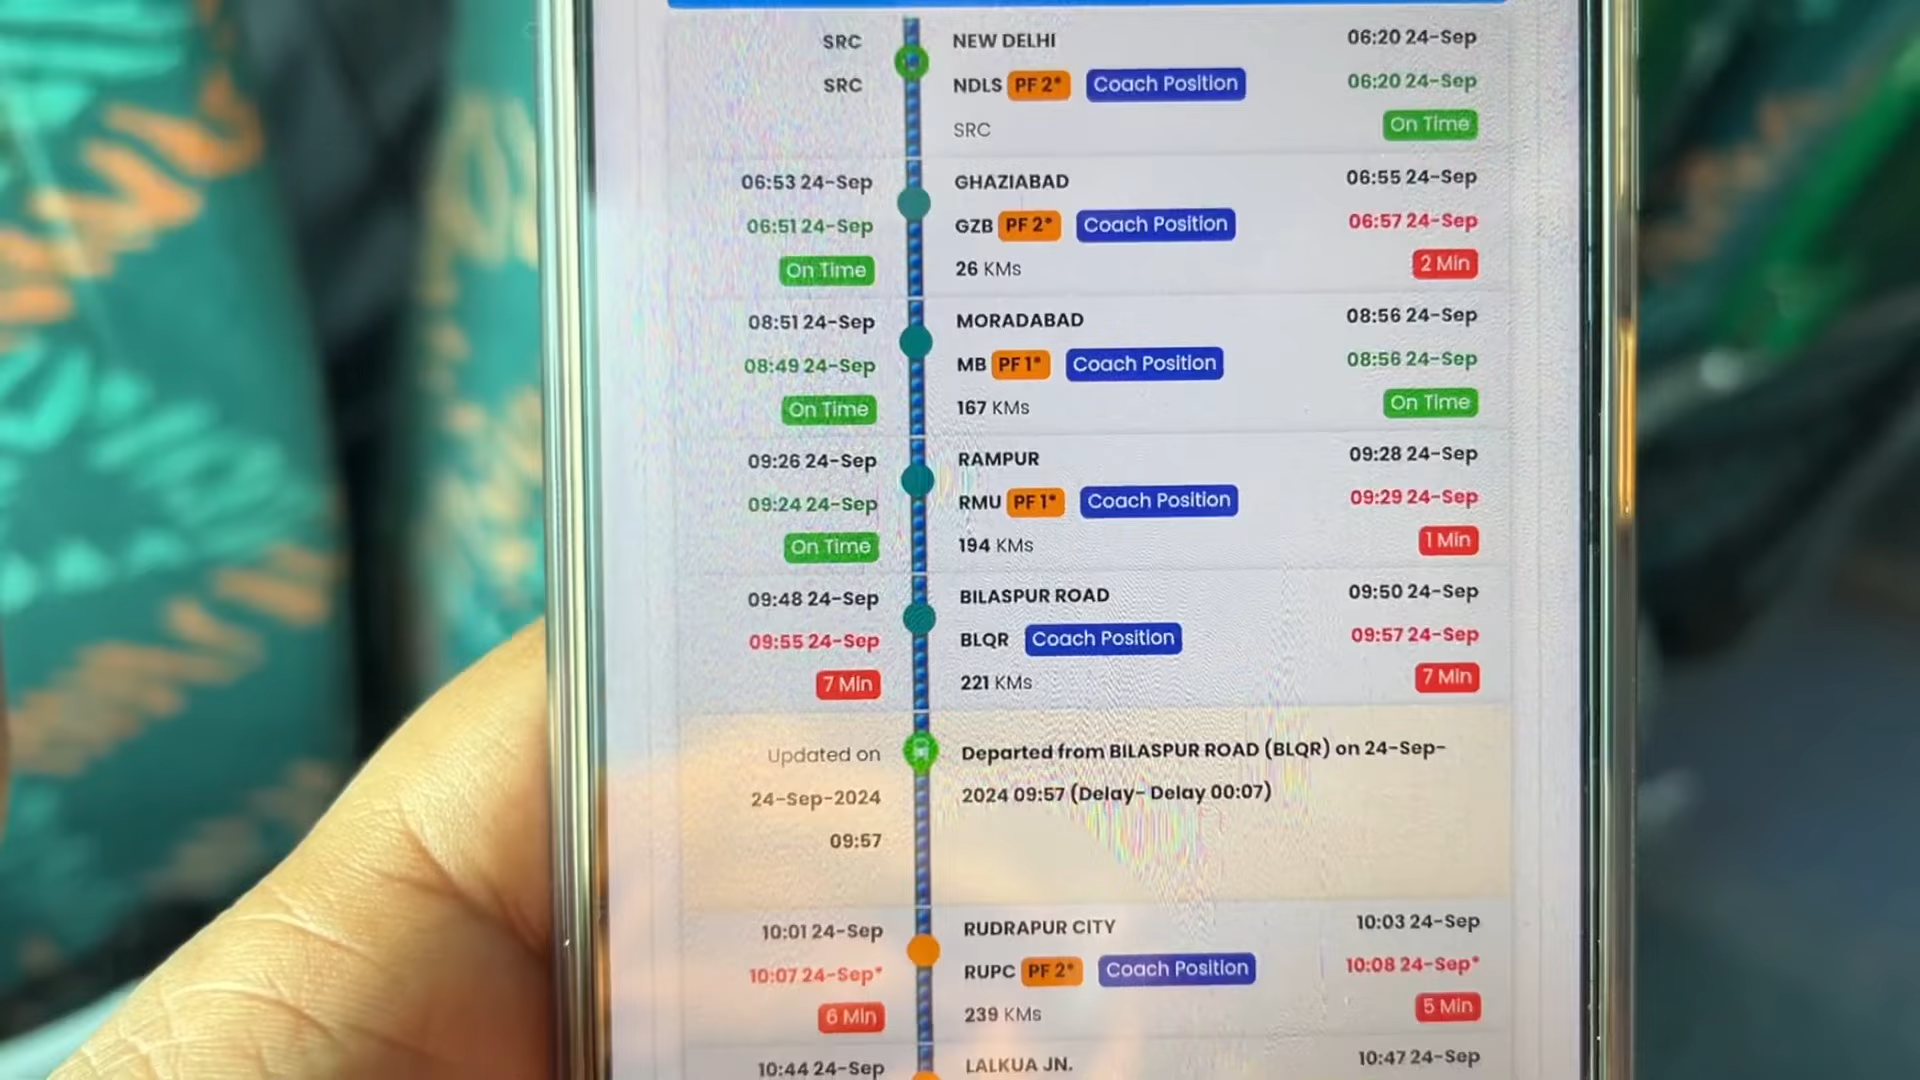 SRC NEW DELHI 06:20 24-Sep
SRC NDLS PF 2* Coach Position 06:20 24-Sep
SRC On Time
06:53 24-Sep GHAZIABAD 06:55 24-Sep
06:51 24-Sep GZB PF 2* Coach Position 06:57 24-Sep
On Time 26 KMs 2 Min
08:51 24-Sep MORADABAD 08:56 24-Sep
08:49 24-Sep MB PF 1* Coach Position 08:56 24-Sep
On Time 167 KMs On Time
09:26 24-Sep RAMPUR 09:28 24-Sep
09:24 24-Sep RMU PF 1* Coach Position 09:29 24-Sep
On Time 194 KMs 1 Min
09:48 24-Sep BILASPUR ROAD 09:50 24-Sep
09:55 24-Sep BLQR Coach Position 09:57 24-Sep
7 Min 221 KMs 7 Min
Updated on Departed from BILASPUR ROAD (BLQR) on 24-Sep-
24-Sep-2024 2024 09:57 (Delay- Delay 00:07)
09:57
10:01 24-Sep RUDRAPUR CITY 10:03 24-Sep
10:07 24-Sep* RUPC PF 2* Coach Position 10:08 24-Sep*
6 Min 239 KMs 5 Min
10:44 24-Sep LALKUA JN. 10:47 24-Sep